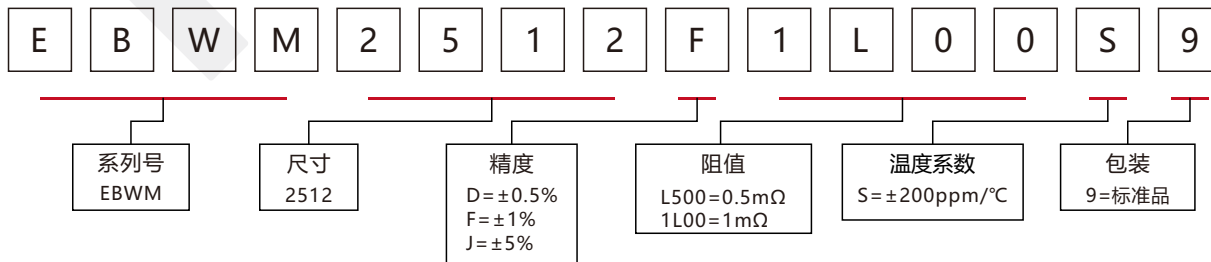 E B W M 2 5 1 2 F 1 L 0 0 S 9
系列号
EBWM
尺寸
2512
精度
D=±0.5%
F=±1%
J=±5%
阻值
L500=0.5mΩ
1L00=1mΩ
温度系数
S=±200ppm/℃
包装
9=标准品